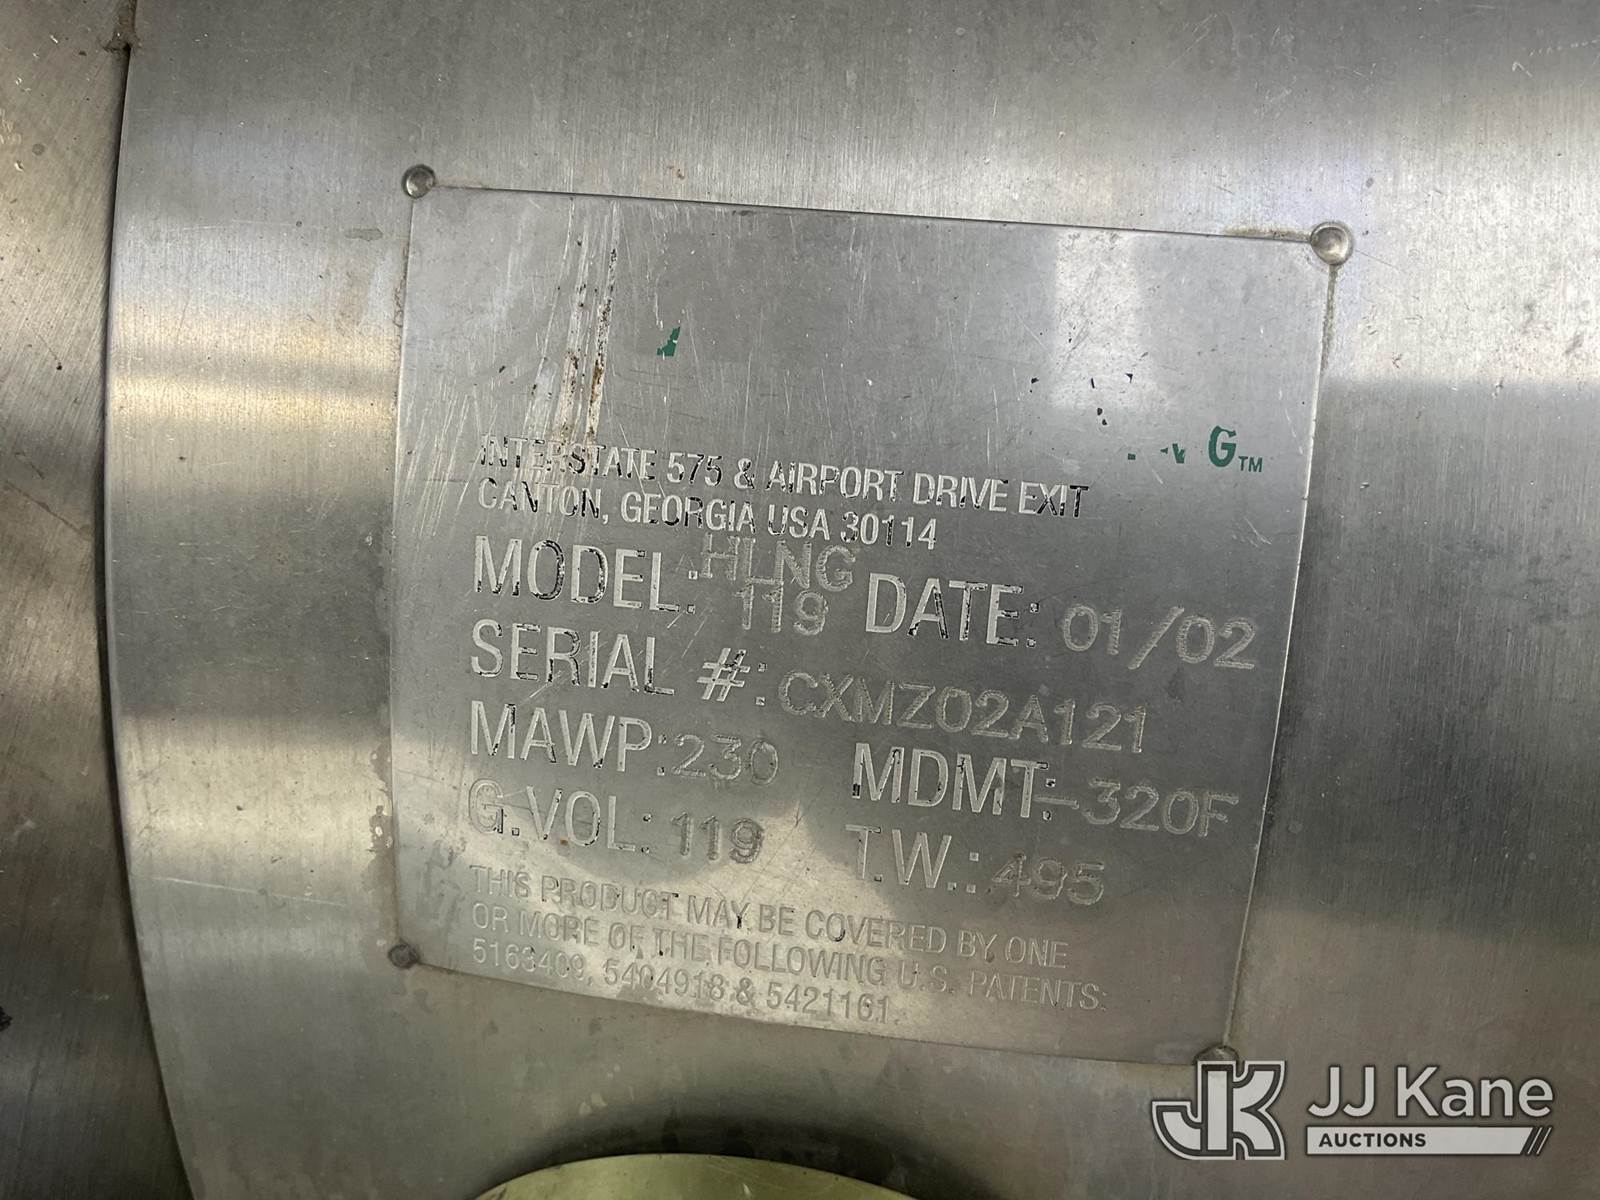 G™
INTERSTATE 575 & AIRPORT DRIVE EXIT
CANTON, GEORGIA USA 30114
MODEL: HLNG 119 DATE: 01/02
SERIAL #: CXMZ02A121
MAWP: 230 MDMT: -320F
G.VOL: 119 T.W.: 495
THIS PRODUCT MAY BE COVERED BY ONE
OR MORE OF THE FOLLOWING U.S. PATENTS:
5163409, 5404918 & 5421161.
JK JJ Kane
AUCTIONS